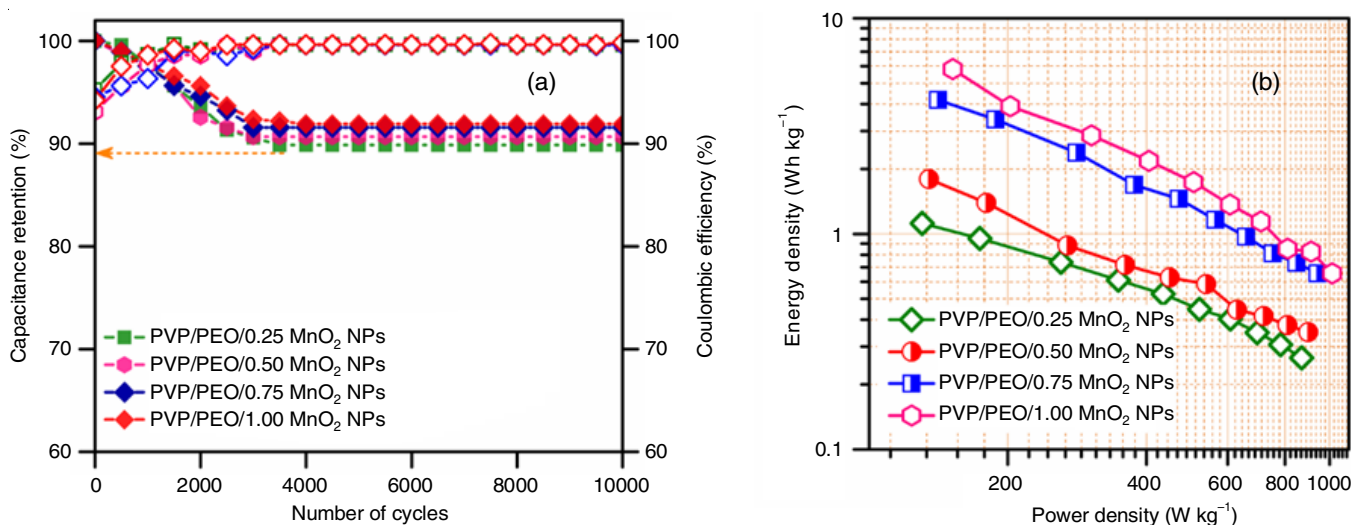 (a)
Capacitance retention (%)
100
90
80
70
60
100
90
80
70
60
Coulombic efficiency (%)
PVP/PEO/0.25 MnO₂ NPs
PVP/PEO/0.50 MnO₂ NPs
PVP/PEO/0.75 MnO₂ NPs
PVP/PEO/1.00 MnO₂ NPs
0 2000 4000 6000 8000 10000
Number of cycles
(b)
Energy density (Wh kg⁻¹)
10
1
0.1
PVP/PEO/0.25 MnO₂ NPs
PVP/PEO/0.50 MnO₂ NPs
PVP/PEO/0.75 MnO₂ NPs
PVP/PEO/1.00 MnO₂ NPs
200 400 600 800 1000
Power density (W kg⁻¹)